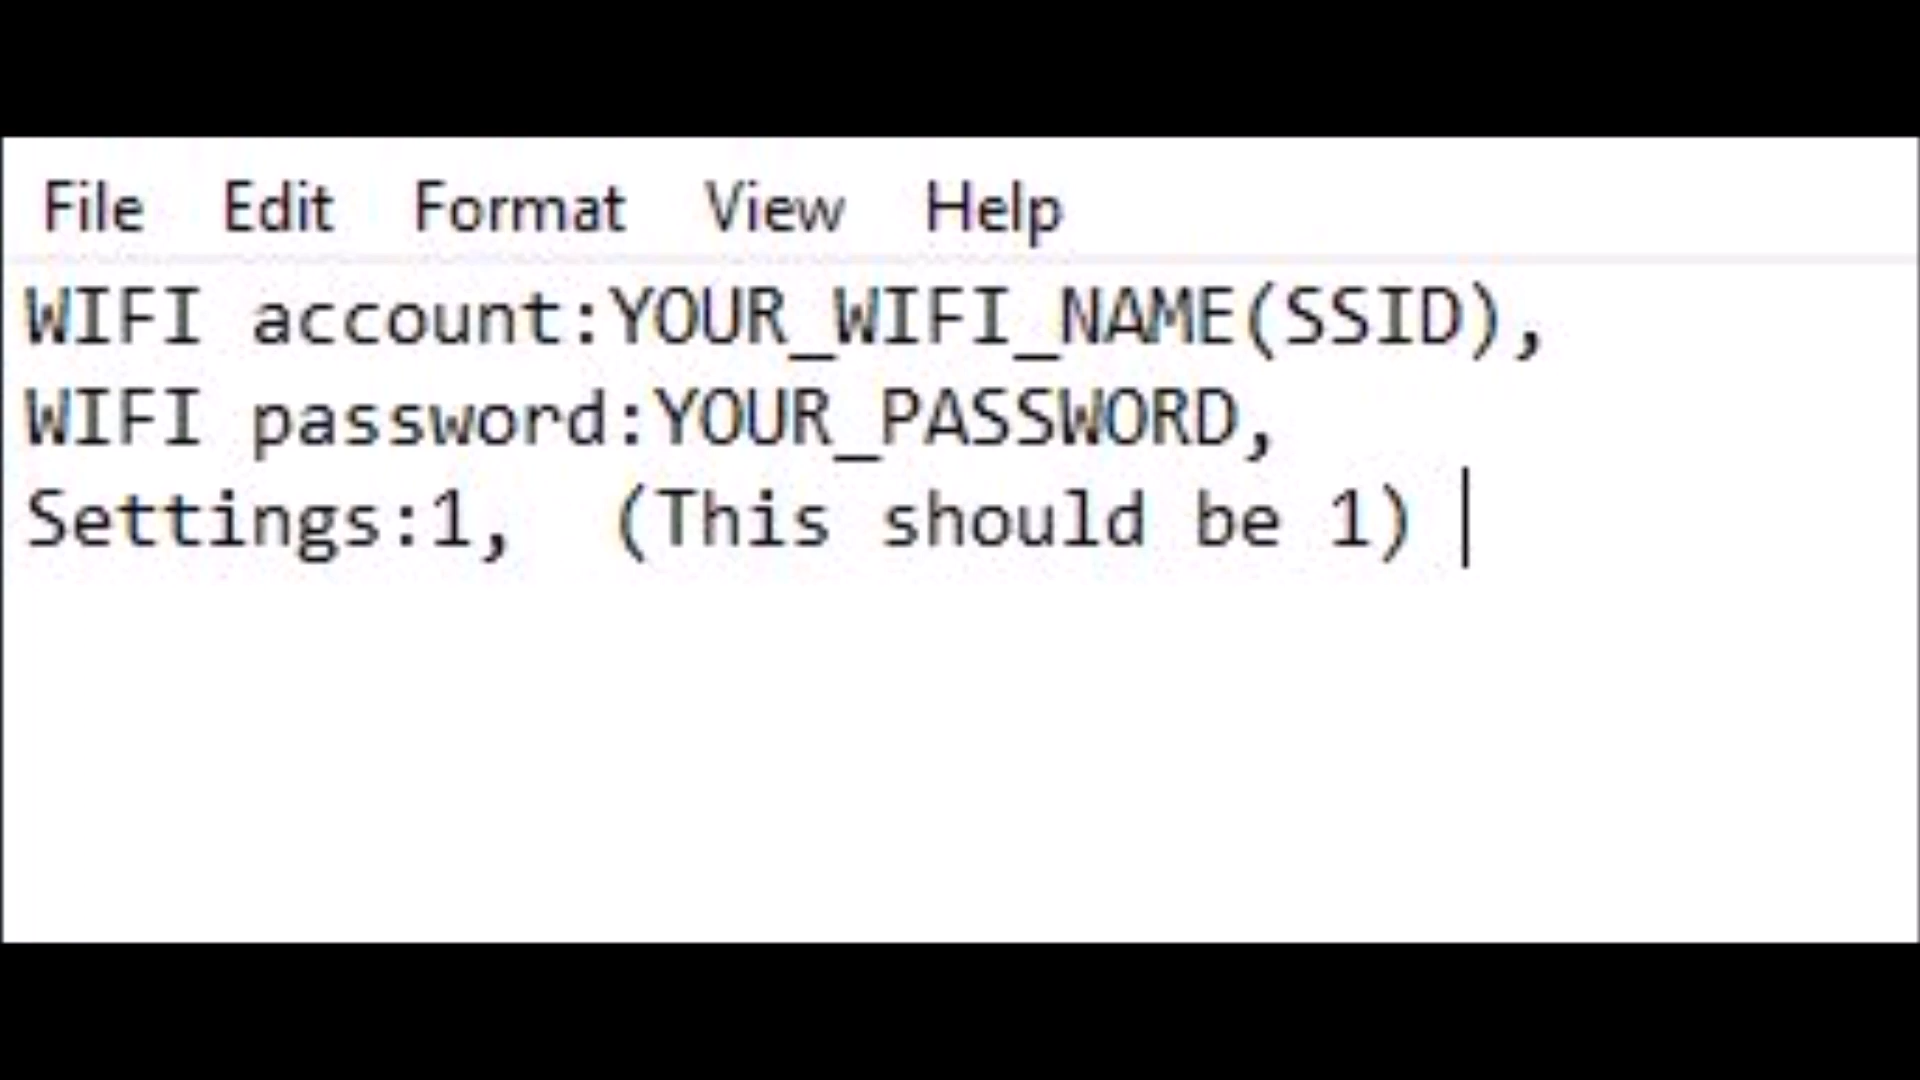 File Edit Format View Help
WIFI account:YOUR_WIFI_NAME(SSID),
WIFI password:YOUR_PASSWORD,
Settings:1,  (This should be 1)